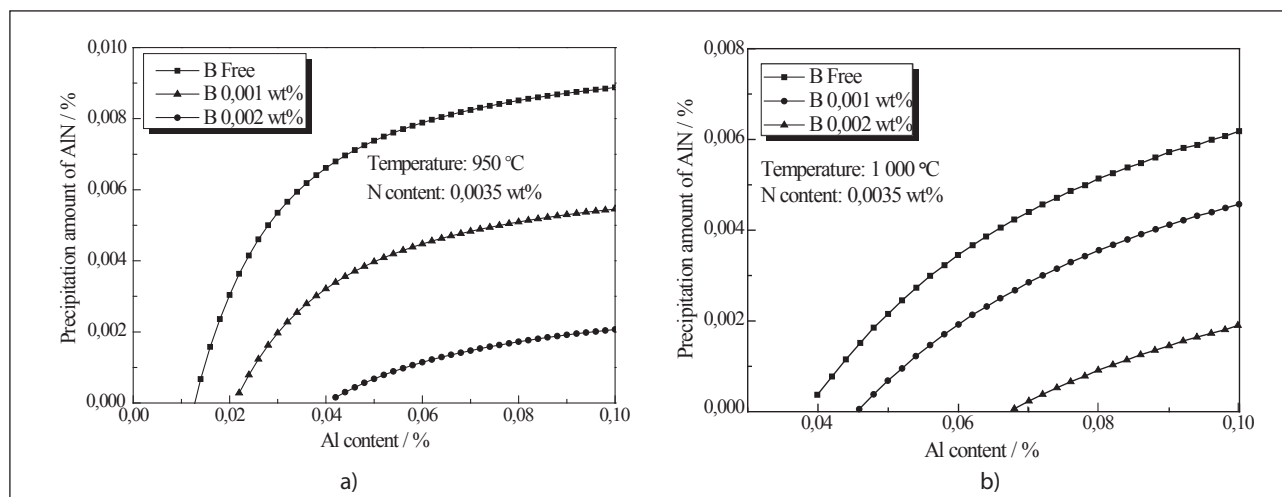 0,010
B Free
B 0,001 wt%
B 0,002 wt%
0,008
0,006
Temperature: 950 °C
N content: 0,0035 wt%
0,004
0,002
0,000
0,00 0,02 0,04 0,06 0,08 0,10
Precipitation amount of AlN / %
Al content / %
a)
0,008
B Free
B 0,001 wt%
B 0,002 wt%
0,006
Temperature: 1 000 °C
N content: 0,0035 wt%
0,004
0,002
0,000
0,04 0,06 0,08 0,10
Precipitation amount of AlN / %
Al content / %
b)